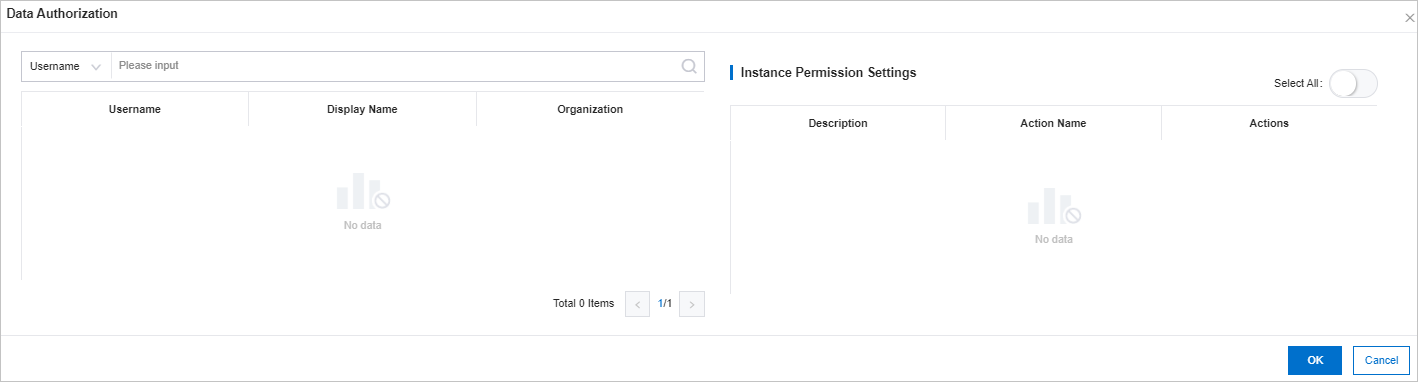 Data Authorization
Username Please input
Username Display Name Organization
No data
Total 0 Items < 1/1 >
Instance Permission Settings
Select All:
Description Action Name Actions
No data
OK Cancel